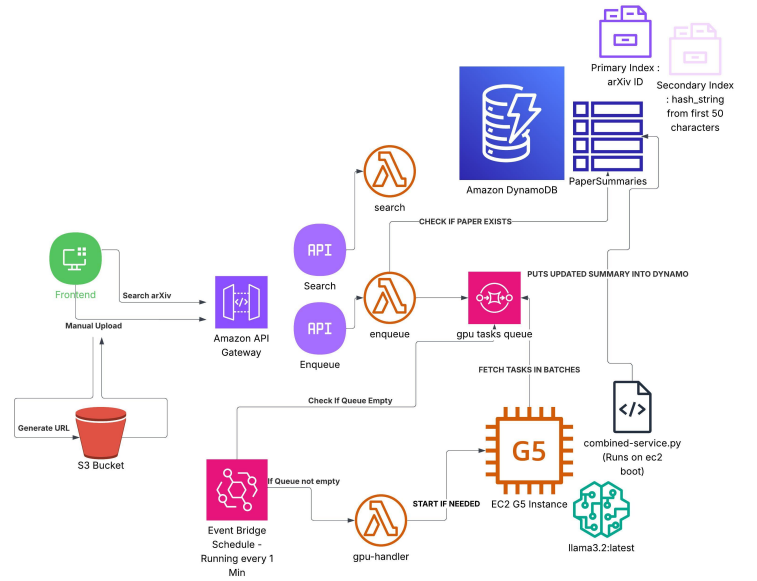 Primary Index :
arXiv ID
Secondary Index
: hash_string
from first 50
characters
Amazon DynamoDB
PaperSummaries
search
CHECK IF PAPER EXISTS
API
Search
PUTS UPDATED SUMMARY INTO DYNAMO
Frontend
Search arXiv
Manual Upload
Amazon API
Gateway
API
Enqueue
enqueue
gpu tasks queue
FETCH TASKS IN BATCHES
Check If Queue Empty
Generate URL
S3 Bucket
G5
EC2 G5 Instance
combined-service.py
(Runs on ec2
boot)
If Queue not empty
START IF NEEDED
Event Bridge
Schedule -
Running every 1
Min
gpu-handler
llama3.2:latest